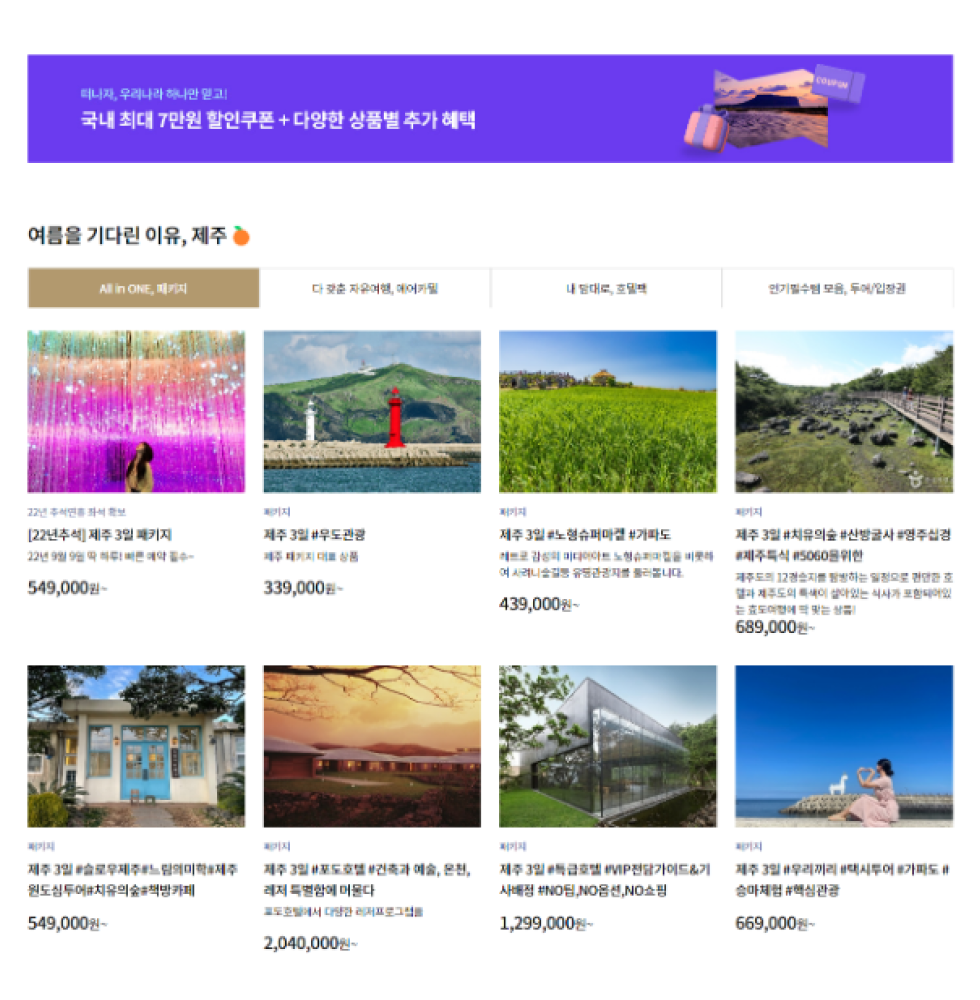 떠나자, 우리나라 하나만 믿고!
국내 최대 7만원 할인쿠폰 + 다양한 상품별 추가 혜택
COUPON
여름을 기다린 이유, 제주
All in ONE, 패키지
다 갖춘 자유여행, 에어카텔
내 맘대로, 호텔팩
인기필수템 모음, 투어/입장권
22년 추석연휴 좌석 확보
패키지
패키지
패키지
[22년추석] 제주 3일 패키지
제주 3일 #우도관광
제주 3일 #노형슈퍼마켙 #가파도
제주 3일 #치유의숲 #산방굴사 #영주십경
#제주특식 #5060을위한
22년 9월 9일 딱 하루! 빠른 예약 필수~
제주 패키지 대표 상품
레트로 감성의 미디어아트 노형슈퍼마켙을 비롯하
여 사려니숲길등 유명관광지를 둘러봅니다.
제주도의 12경승지를 탐방하는 일정으로 편안한 호
텔과 제주도의 특색이 살아있는 식사가 포함되어있
는 효도여행에 딱 맞는 상품!
549,000원~
339,000원~
439,000원~
689,000원~
패키지
패키지
패키지
패키지
제주 3일 #슬로우제주#느림의미학#제주
원도심투어#치유의숲#책방카페
제주 3일 #포도호텔 #건축과 예술, 온천,
레저 특별함에 머물다
제주 3일 #특급호텔 #VIP전담가이드&기
사배정 #NO팁,NO옵션,NO쇼핑
제주 3일 #우리끼리 #택시투어 #가파도 #
승마체험 #핵심관광
포도호텔에서 다양한 레저프로그램을
549,000원~
2,040,000원~
1,299,000원~
669,000원~